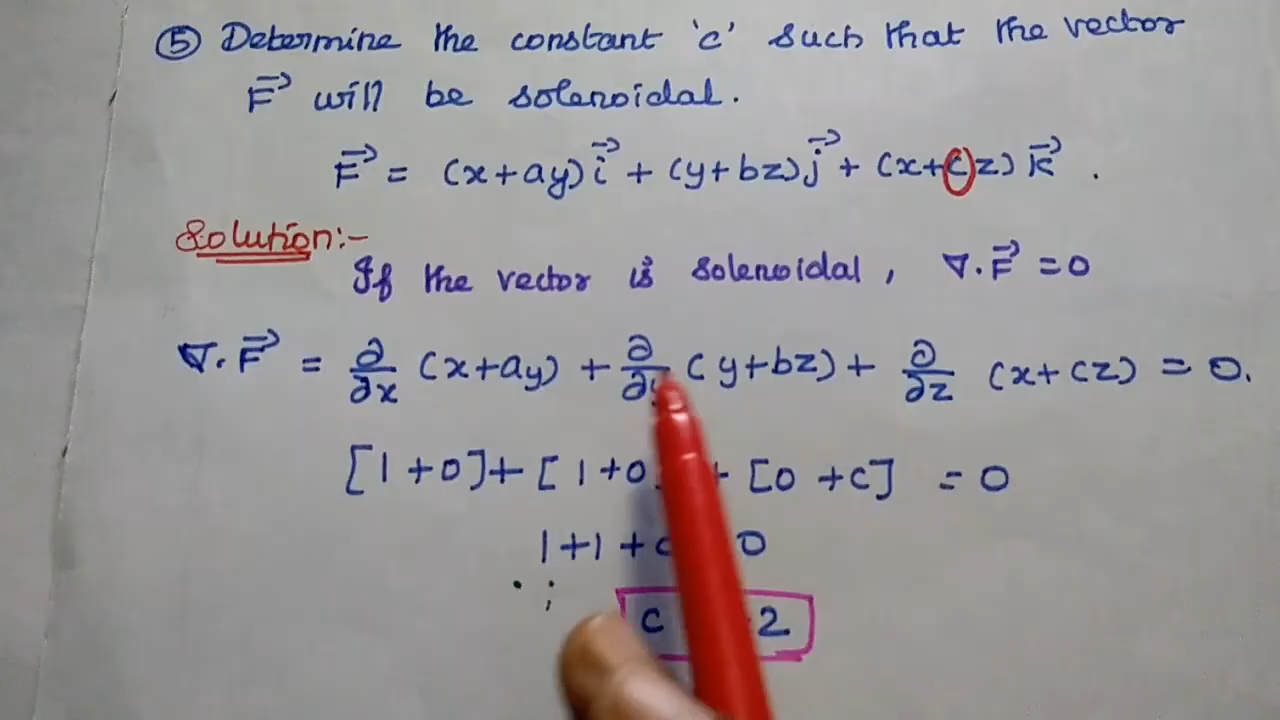 ⑤ Determine the constant 'c' such that the vector
F⃗ will be solenoidal.
F⃗ = (x+ay)i⃗ + (y+bz)j⃗ + (x+cz)k⃗ .
Solution:-
If the vector is solenoidal, ∇.F⃗ = 0
∇.F⃗ = ∂/∂x (x+ay) + ∂/∂y (y+bz) + ∂/∂z (x+cz) = 0.
[1+0]+[1+0 + [0+c] = 0
1+1+c 0
c -2